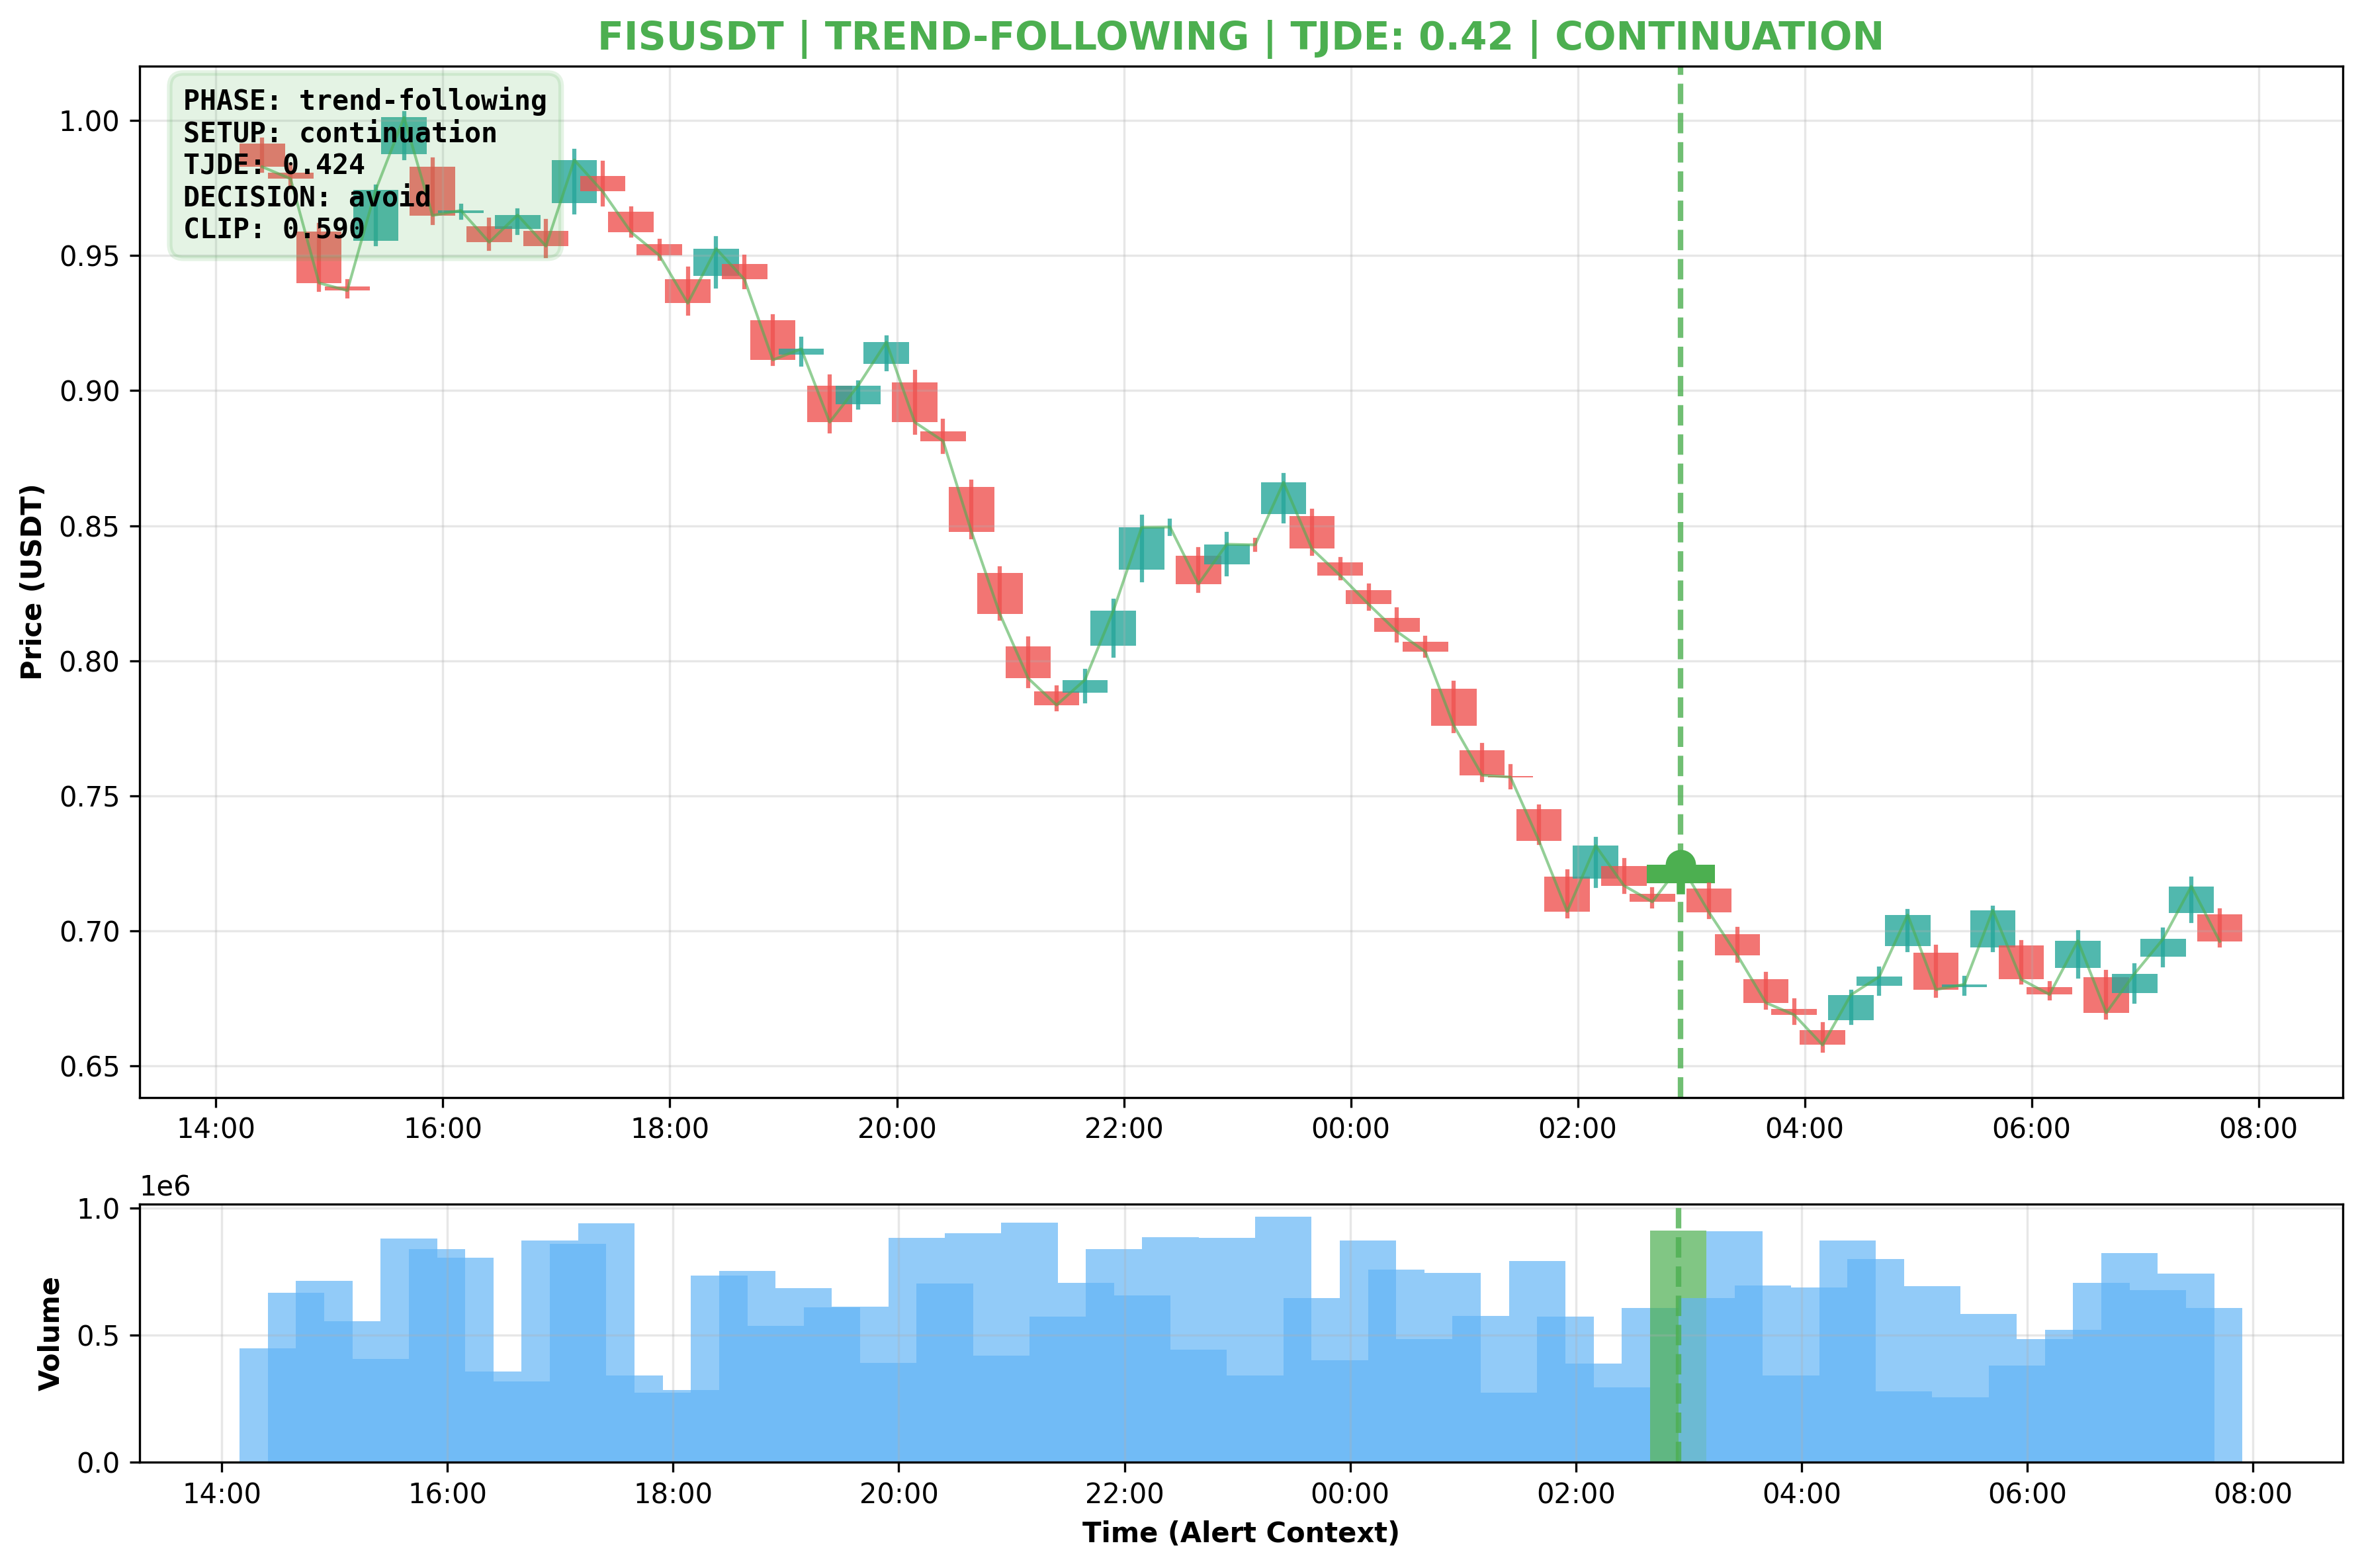 FISUSDT | TREND-FOLLOWING | TJDE: 0.42 | CONTINUATION
PHASE: trend-following
SETUP: continuation
TJDE: 0.424
DECISION: avoid
CLIP: 0.590
Price (USDT)
1.00
0.95
0.90
0.85
0.80
0.75
0.70
0.65
14:00 16:00 18:00 20:00 22:00 00:00 02:00 04:00 06:00 08:00
1e6
Volume
1.0
0.5
0.0
14:00 16:00 18:00 20:00 22:00 00:00 02:00 04:00 06:00 08:00
Time (Alert Context)